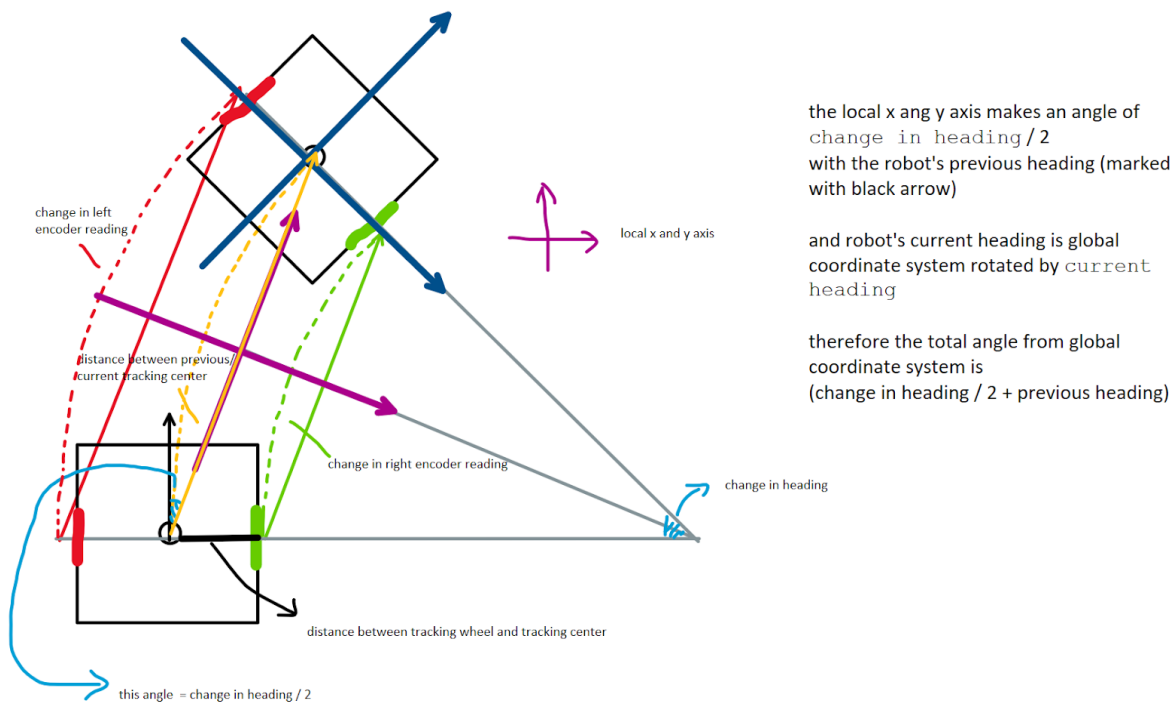 the local x ang y axis makes an angle of
change in heading / 2
with the robot's previous heading (marked
with black arrow)
and robot's current heading is global
coordinate system rotated by current
heading
therefore the total angle from global
coordinate system is
(change in heading / 2 + previous heading)
change in left
encoder reading
local x and y axis
distance between previous/
current tracking center
change in right encoder reading
change in heading
distance between tracking wheel and tracking center
this angle = change in heading / 2